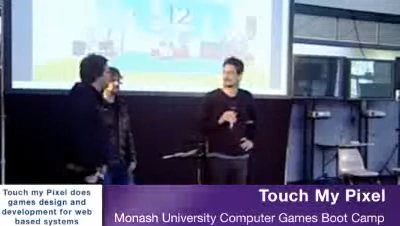 12
Touch my Pixel does
games design and
development for web
based systems
Touch My Pixel
Monash University Computer Games Boot Camp